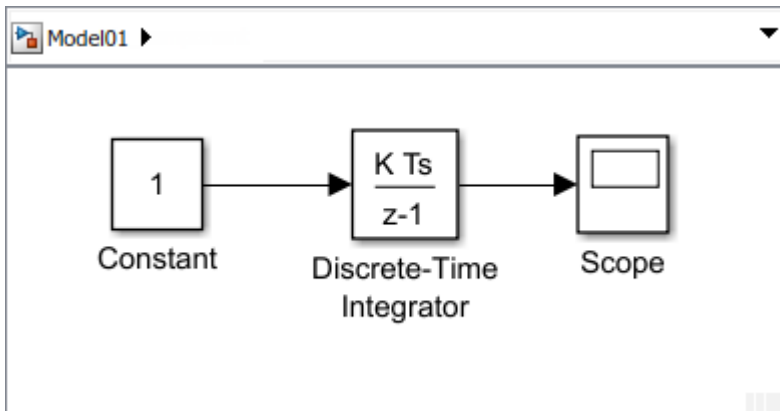 Model01
1
K Ts
z-1
Constant
Discrete-Time
Integrator
Scope